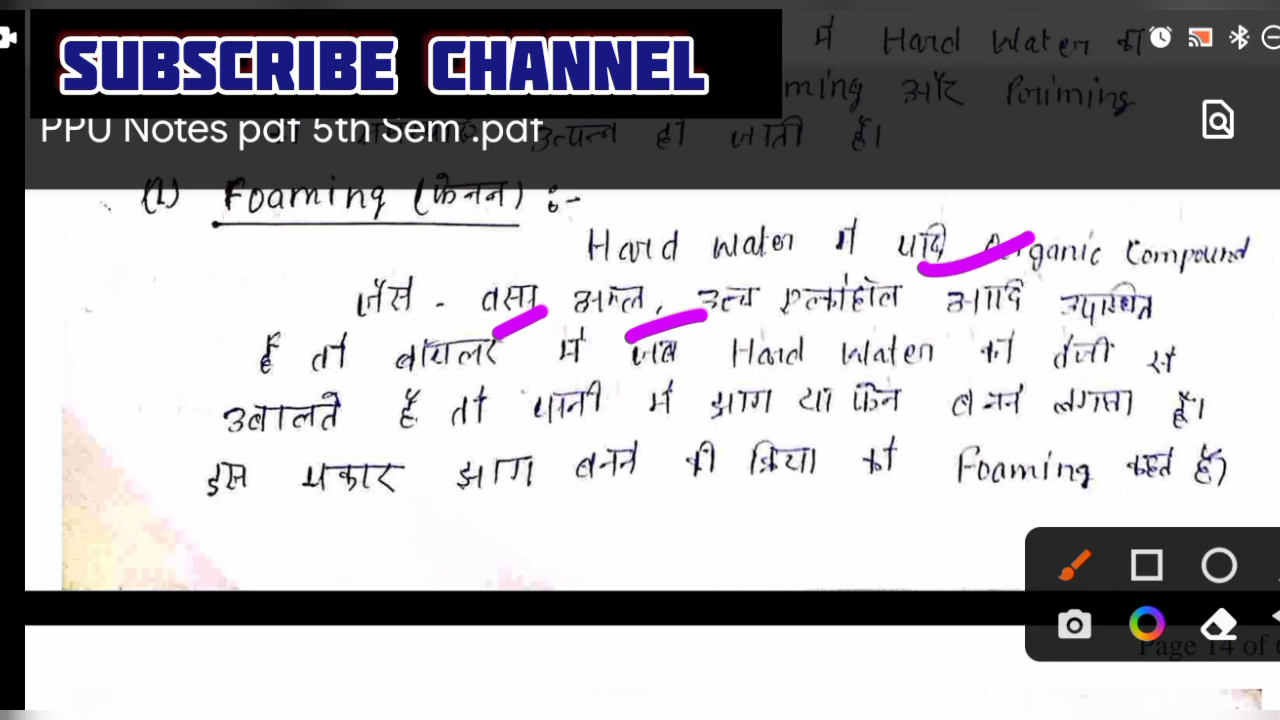 SUBSCRIBE CHANNEL
में Hard Water का
ming और Poriming
PPU Notes pdf 5th Sem .pdf
उत्पन्न हो जाती हैं।
(1) Foaming (फेनन) :-
Hard Water में यदि Organic Compound
जैसे - वसा अम्ल, उच्च एल्कोहॉल आदि उपस्थित
हैं तो बॉयलर में जब Hard Water को तेजी से
उबालते हैं तो पानी में झाग या फेन बनने लगता हैं।
इस प्रकार झाग बनने की क्रिया को Foaming कहते हैं।
Page 14 of